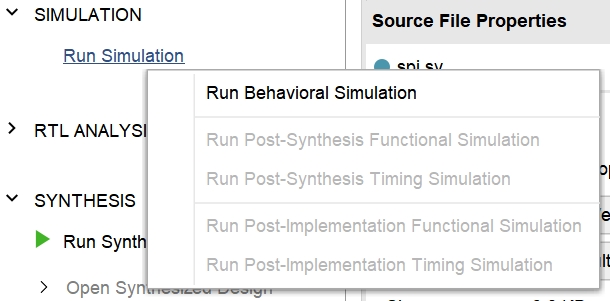 SIMULATION
Source File Properties
Run Simulation
spi.sv
Run Behavioral Simulation
RTL ANALYSI
Run Post-Synthesis Functional Simulation
Run Post-Synthesis Timing Simulation
SYNTHESIS
Run Post-Implementation Functional Simulation
Run Synth
Run Post-Implementation Timing Simulation
Open Synthesized Design